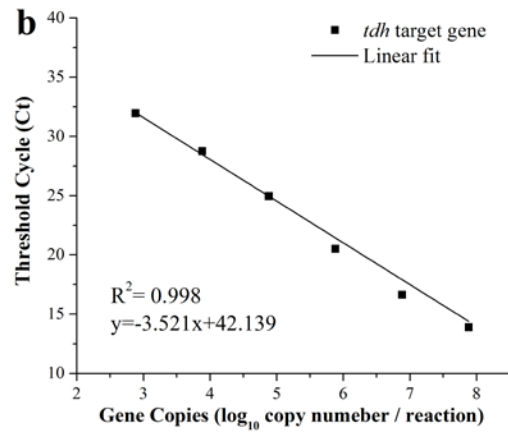 b
40
35
30
25
20
15
10
Threshold Cycle (Ct)
tdh target gene
Linear fit
R²= 0.998
y=-3.521x+42.139
2 3 4 5 6 7 8
Gene Copies (log₁₀ copy numeber / reaction)